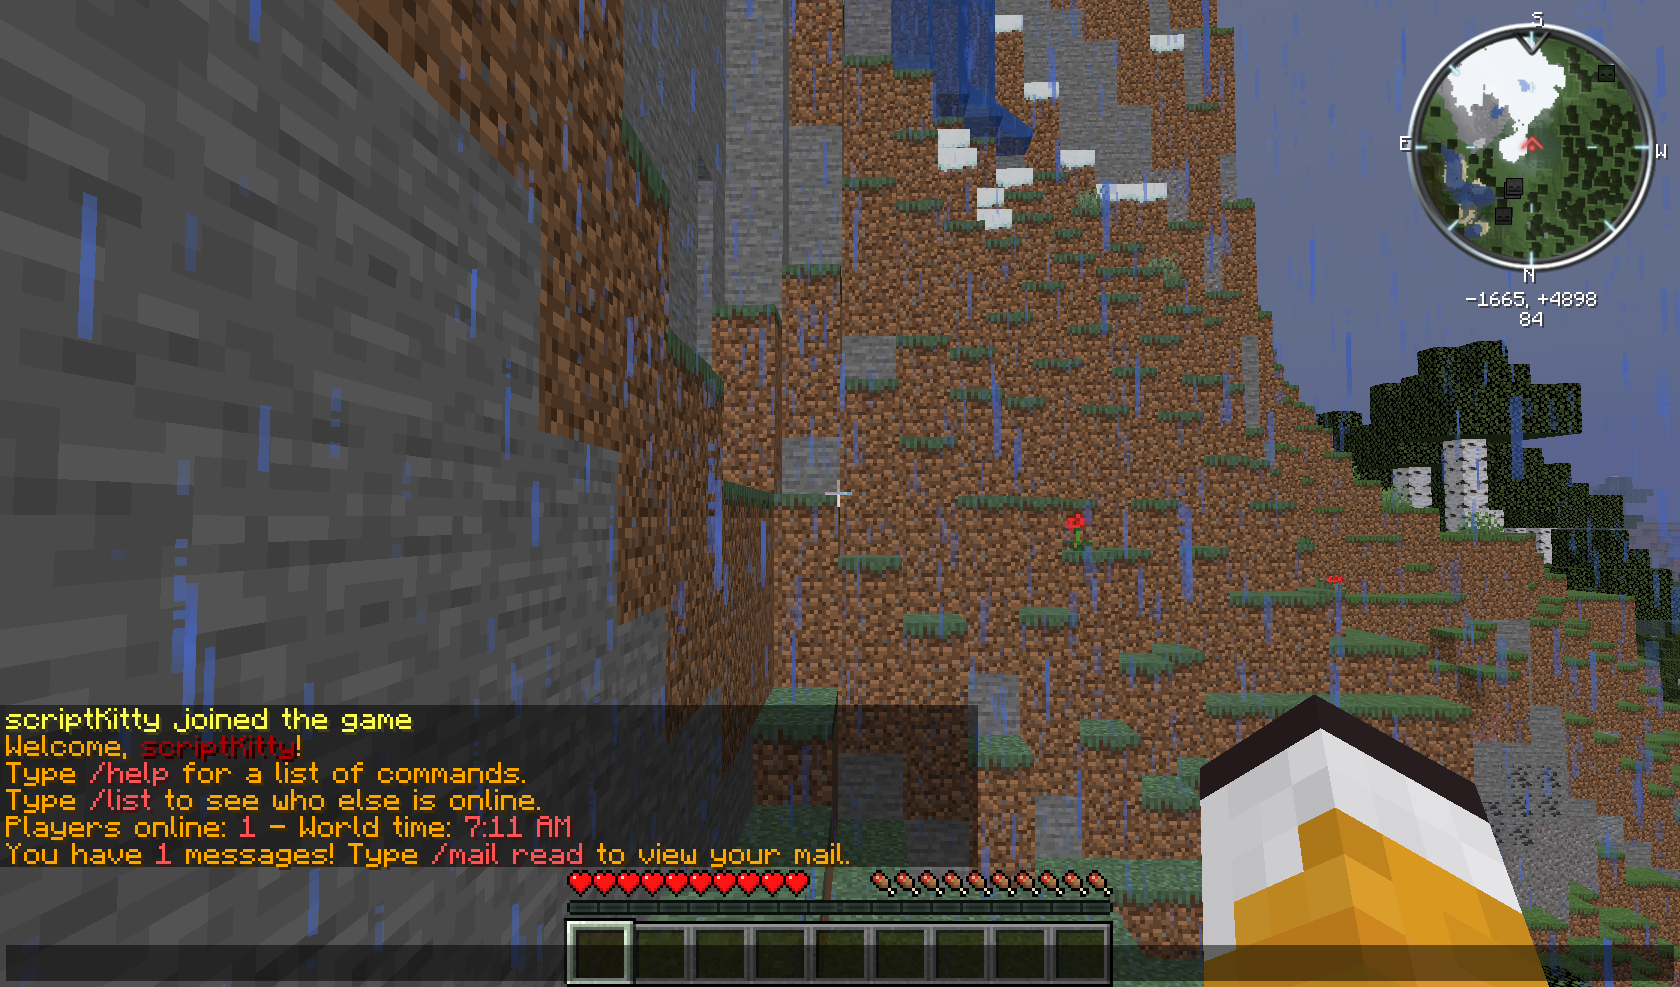 S
E
W
N
-1665, +4898
84
scriptKitty joined the game
Welcome, scriptKitty!
Type /help for a list of commands.
Type /list to see who else is online.
Players online: 1 - World time: 7:11 AM
You have 1 messages! Type /mail read to view your mail.